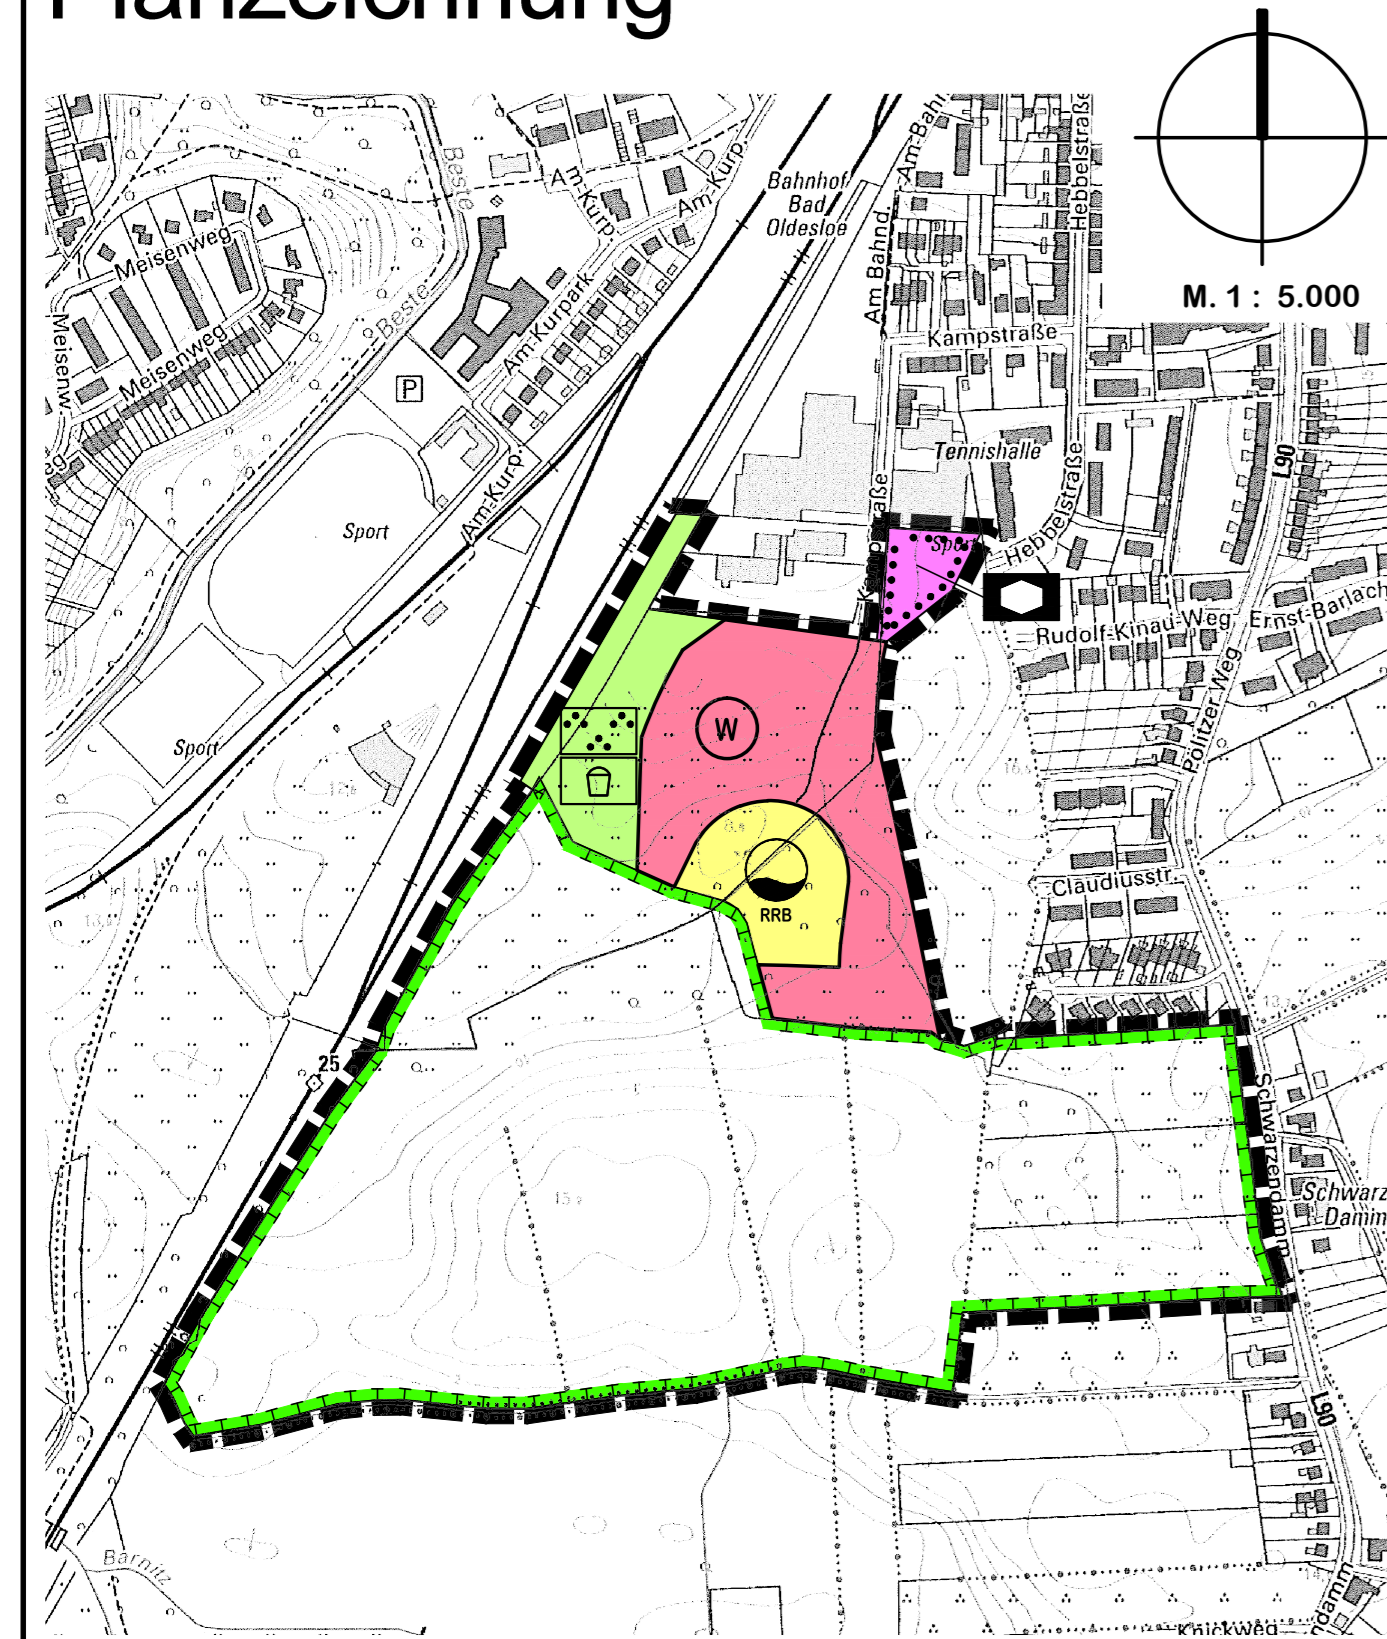 Planzeichnung
M. 1 : 5.000
Beste
Am Kurp.
Am-Kurp.
Bahnhof
Bad
Oldesloe
Am-Bahn
Hebbelstraße
Meisenweg
Am Bahnd.
Beste
Meisenw.
Meisenweg
Am-Kurpark
Kampstraße
P
Tennishalle
L90
Am-Kurp.
Sport
Kampstraße
Sport
Hebbelstraße
Rudolf-Kinau-Weg
Ernst-Barlach
Politzer Weg
Sport
W
Claudiusstr.
RRB
25
Schwarzendamm
Schwarz
Damm
L90
Barnitz
ndamm
Knickweg